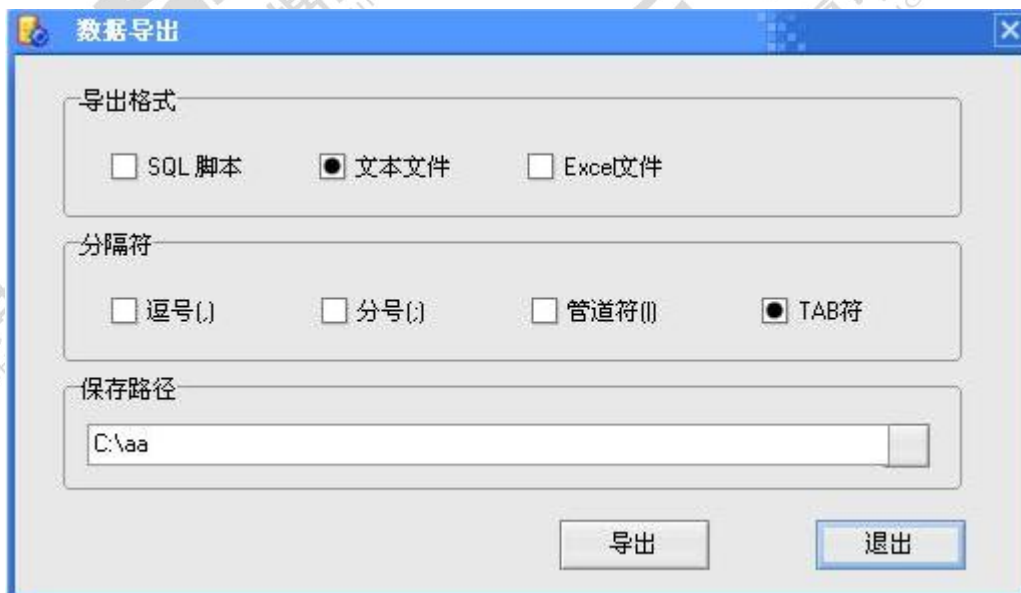 数据导出
导出格式
SQL 脚本 文本文件 Excel文件
分隔符
逗号(,) 分号(;) 管道符(|) TAB符
保存路径
C:\aa
导出 退出